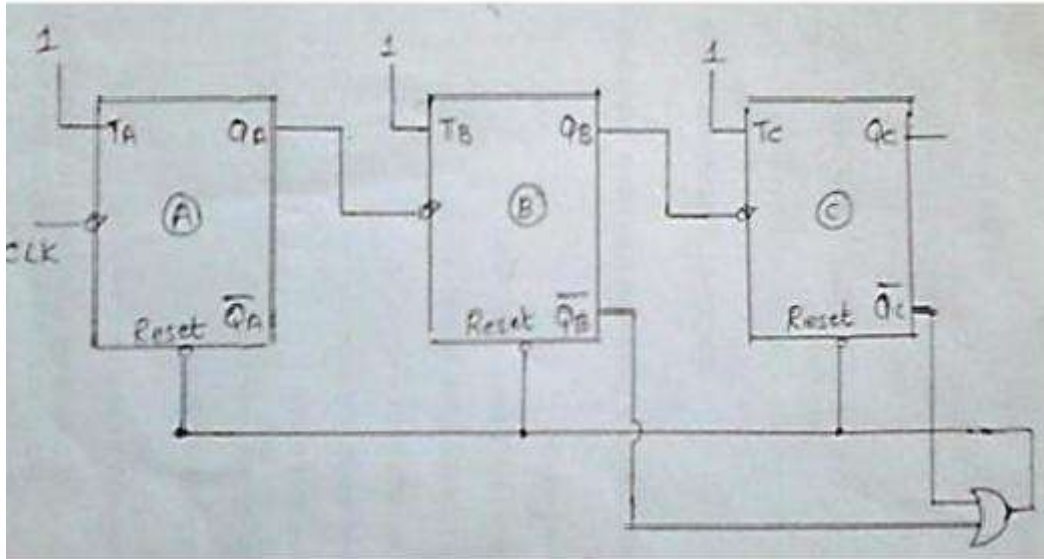 1 1 1
TA QA TB QB TC QC
A B C
CLK
Reset Q̅A Reset Q̅B Reset Q̅C